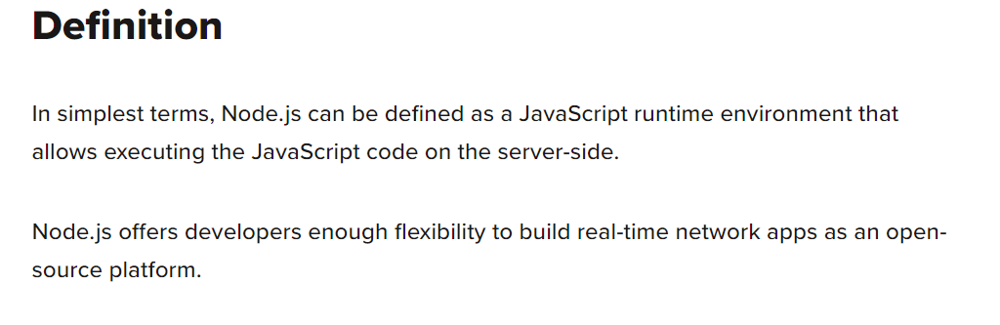 Definition
In simplest terms, Node.js can be defined as a JavaScript runtime environment that
allows executing the JavaScript code on the server-side.
Node.js offers developers enough flexibility to build real-time network apps as an open-
source platform.